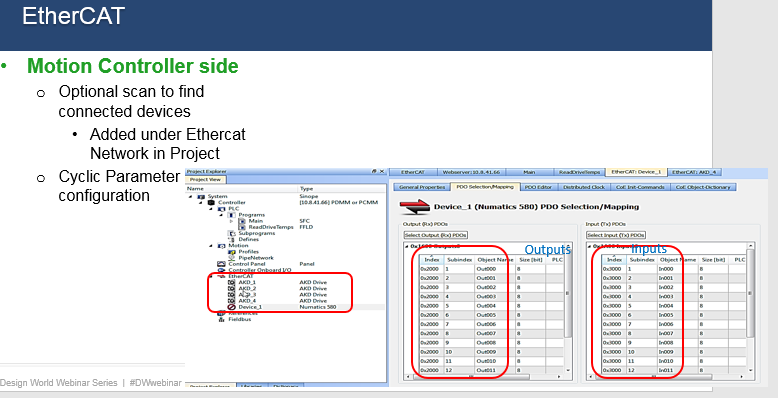 EtherCAT
• Motion Controller side
o Optional scan to find
connected devices
• Added under Ethercat
Network in Project
o Cyclic Parameter
configuration
Project Explorer
Project View
Name Type
System Sinope
Controller [10.8.41.66] PDMM or PCMM
PLC
Programs
Main SFC
ReadDriveTemps FFLD
Subprograms
Defines
Motion
Profiles
PipeNetwork
Control Panel Panel
Controller Onboard I/O
EtherCAT
AKD_1 AKD Drive
AKD_2 AKD Drive
AKD_3 AKD Drive
AKD_4 AKD Drive
Device_1 Numatics 580
References
Fieldbus
EtherCAT Webserver:10.8.41.66 Main ReadDriveTemps EtherCAT: Device_1 EtherCAT: AKD_4
General Properties PDO Selection/Mapping PDO Editor Distributed Clock CoE Init-Commands CoE Object-Dictionary
Device_1 (Numatics 580) PDO Selection/Mapping
Output (Rx) PDOs
Select Output (Rx) PDOs
Outputs
Index Subindex Object Name Size [bit] PLC
0x2000 1 Out000 8
0x2000 2 Out001 8
0x2000 3 Out002 8
0x2000 4 Out003 8
0x2000 5 Out004 8
0x2000 6 Out005 8
0x2000 7 Out006 8
0x2000 8 Out007 8
0x2000 9 Out008 8
0x2000 10 Out009 8
0x2000 11 Out010 8
0x2000 12 Out011 8
Input (Tx) PDOs
Select Input (Tx) PDOs
Inputs
Index Subindex Object Name Size [bit] PLC
0x3000 1 In000 8
0x3000 2 In001 8
0x3000 3 In002 8
0x3000 4 In003 8
0x3000 5 In004 8
0x3000 6 In005 8
0x3000 7 In006 8
0x3000 8 In007 8
0x3000 9 In008 8
0x3000 10 In009 8
0x3000 11 In010 8
0x3000 12 In011 8
Design World Webinar Series | #DWwebinar
Project Explorer